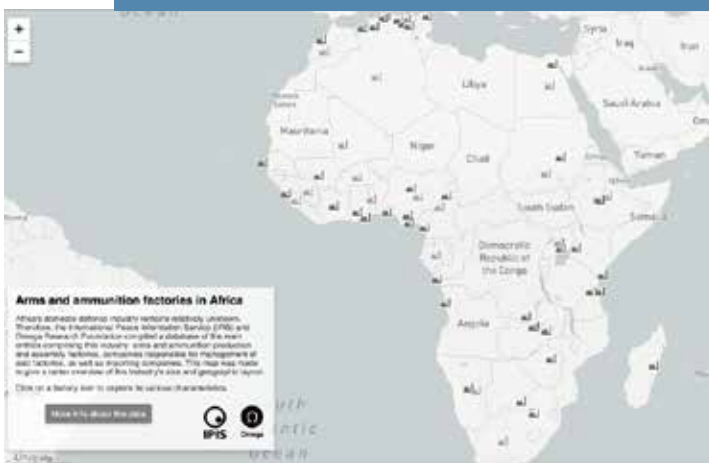 Ocean
+
−
Syria
Iraq
Iran
Libya
Saudi Arabia
Mauritania
Niger
Chad
Yemen
South Sudan
Somalia
Democratic
Republic of
the Congo
Angola
Arms and ammunition factories in Africa
Africa's domestic defence industry remains relatively unknown.
Therefore, the International Peace Information Service (IPIS) and
Omega Research Foundation compiled a database of the main
entities comprising this industry: arms and ammunition production
and assembly factories, companies responsible for management of
said factories, as well as importing companies. This map was made
to give a better overview of this industry's size and geographic layout.
Click on a factory icon to explore its various characteristics.
More info about the data
IPIS
Omega
South
Atlantic
Ocean
Uruguay